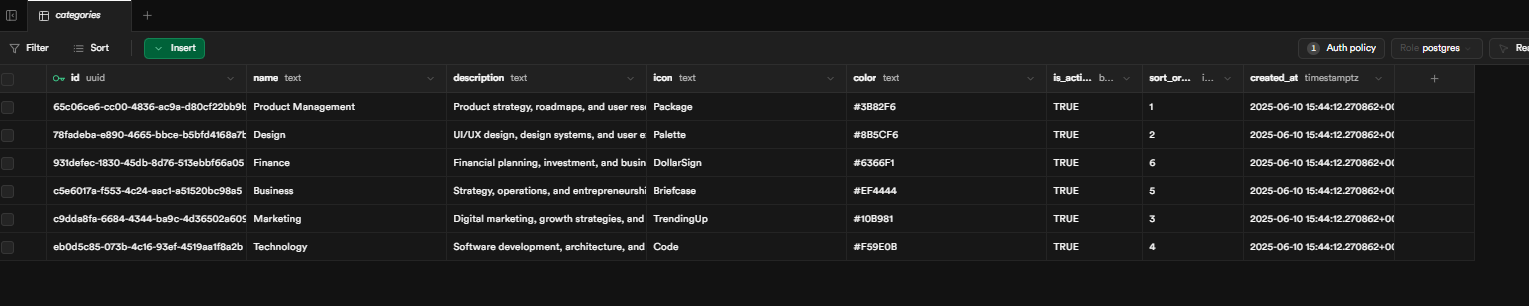 categories
Filter Sort Insert 1 Auth policy Role postgres
id uuid name text description text icon text color text is_acti... b... sort_or... i... created_at timestamptz
65c06ce6-cc00-4836-ac9a-d80cf22bb9b Product Management Product strategy, roadmaps, and user res Package #3B82F6 TRUE 1 2025-06-10 15:44:12.270862+00
78fadeba-e890-4665-bbce-b5bfd4168a7b Design UI/UX design, design systems, and user e Palette #8B5CF6 TRUE 2 2025-06-10 15:44:12.270862+00
931defec-1830-45db-8d76-513ebbf66a05 Finance Financial planning, investment, and busin DollarSign #6366F1 TRUE 6 2025-06-10 15:44:12.270862+00
c5e6017a-f553-4c24-aac1-a51520bc98a5 Business Strategy, operations, and entrepreneurshi Briefcase #EF4444 TRUE 5 2025-06-10 15:44:12.270862+00
c9dda8fa-6684-4344-ba9c-4d36502a609 Marketing Digital marketing, growth strategies, and TrendingUp #10B981 TRUE 3 2025-06-10 15:44:12.270862+00
eb0d5c85-073b-4c16-93ef-4519aa1f8a2b Technology Software development, architecture, and Code #F59E0B TRUE 4 2025-06-10 15:44:12.270862+00